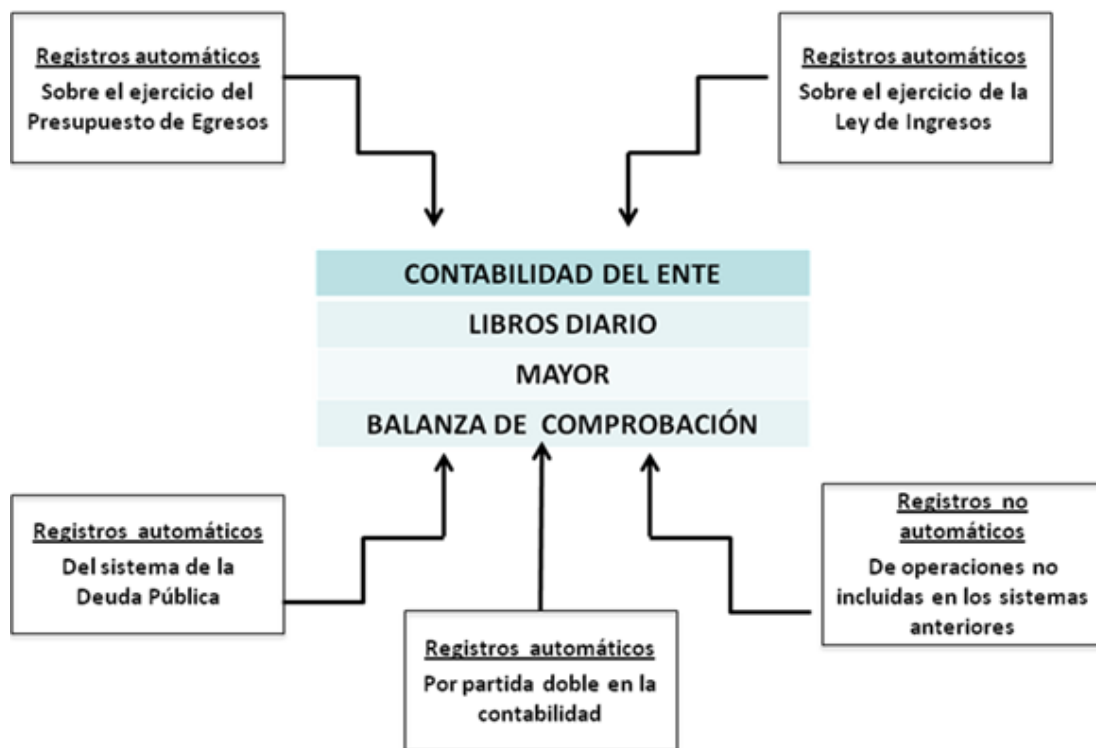 Registros automáticos
Sobre el ejercicio del
Presupuesto de Egresos
Registros automáticos
Sobre el ejercicio de la
Ley de Ingresos
CONTABILIDAD DEL ENTE
LIBROS DIARIO
MAYOR
BALANZA DE COMPROBACIÓN
Registros automáticos
Del sistema de la
Deuda Pública
Registros automáticos
Por partida doble en la
contabilidad
Registros no
automáticos
De operaciones no
incluidas en los sistemas
anteriores